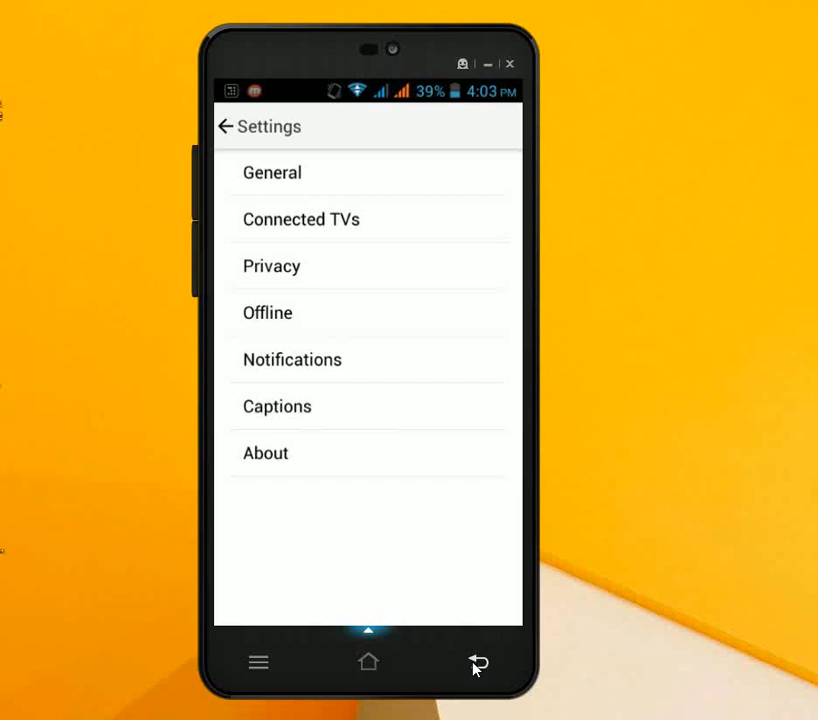 39% 4:03 PM
Settings
General
Connected TVs
Privacy
Offline
Notifications
Captions
About